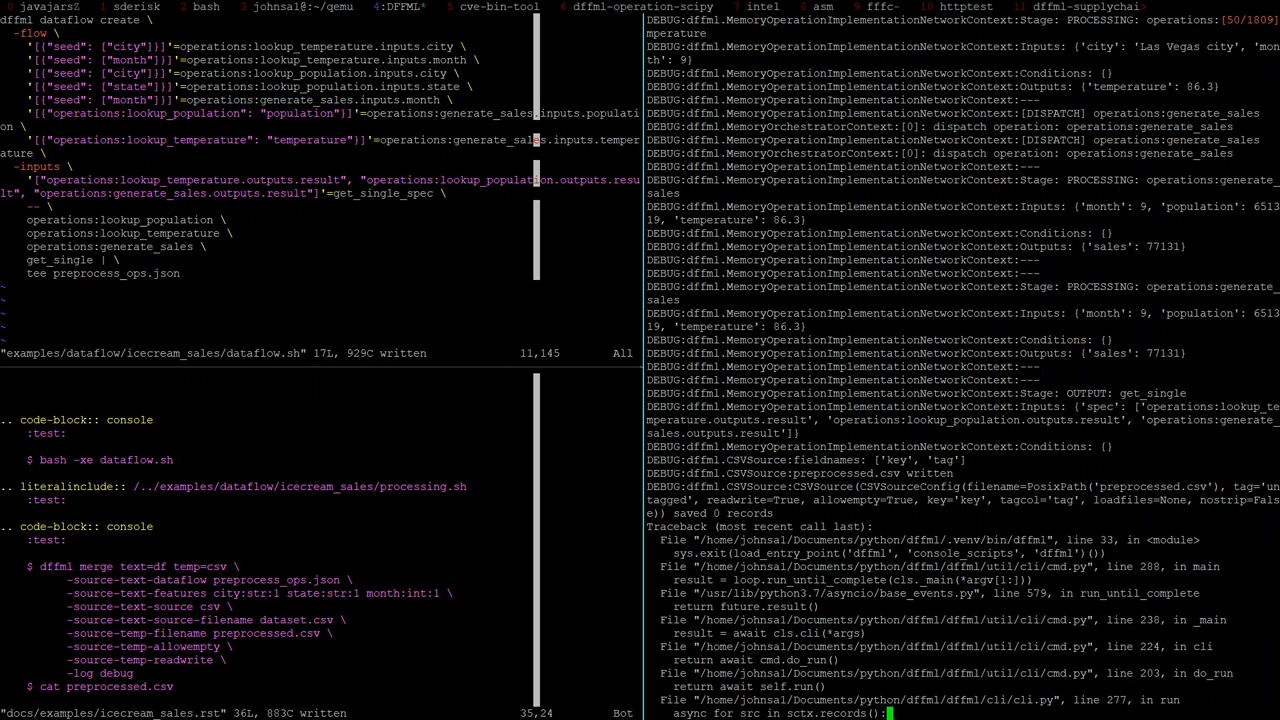 0 javajarsZ  1 sderisk  2 bash  3 johnsal@:~/qemu  4:DFFML*  5 cve-bin-tool  6 dffml-operation-scipy  7 intel  8 asm  9 fffc-  10 httptest  11 dffml-supplychai>
dffml dataflow create \
  -flow \
    '[{"seed": ["city"]}]'=operations:lookup_temperature.inputs.city \
    '[{"seed": ["month"]}]'=operations:lookup_temperature.inputs.month \
    '[{"seed": ["city"]}]'=operations:lookup_population.inputs.city \
    '[{"seed": ["state"]}]'=operations:lookup_population.inputs.state \
    '[{"seed": ["month"]}]'=operations:generate_sales.inputs.month \
    '[{"operations:lookup_population": "population"}]'=operations:generate_sales.inputs.populati
on \
    '[{"operations:lookup_temperature": "temperature"}]'=operations:generate_sales.inputs.temper
ature \
  -inputs \
    '["operations:lookup_temperature.outputs.result", "operations:lookup_population.outputs.resu
lt", "operations:generate_sales.outputs.result"]'=get_single_spec \
    -- \
    operations:lookup_population \
    operations:lookup_temperature \
    operations:generate_sales \
    get_single | \
    tee preprocess_ops.json
~
~
~
~
~
"examples/dataflow/icecream_sales/dataflow.sh" 17L, 929C written 11,145 All
.. code-block:: console
    :test:
    $ bash -xe dataflow.sh
.. literalinclude:: /../examples/dataflow/icecream_sales/processing.sh
    :test:
.. code-block:: console
    :test:
    $ dffml merge text=df temp=csv \
          -source-text-dataflow preprocess_ops.json \
          -source-text-features city:str:1 state:str:1 month:int:1 \
          -source-text-source csv \
          -source-text-source-filename dataset.csv \
          -source-temp-filename preprocessed.csv \
          -source-temp-allowempty \
          -source-temp-readwrite \
          -log debug
    $ cat preprocessed.csv
"docs/examples/icecream_sales.rst" 36L, 883C written 35,24 Bot
DEBUG:dffml.MemoryOperationImplementationNetworkContext:Stage: PROCESSING: operations:[50/1809]
mperature
DEBUG:dffml.MemoryOperationImplementationNetworkContext:Inputs: {'city': 'Las Vegas city', 'mon
th': 9}
DEBUG:dffml.MemoryOperationImplementationNetworkContext:Conditions: {}
DEBUG:dffml.MemoryOperationImplementationNetworkContext:Outputs: {'temperature': 86.3}
DEBUG:dffml.MemoryOperationImplementationNetworkContext:---
DEBUG:dffml.MemoryOperationImplementationNetworkContext:[DISPATCH] operations:generate_sales
DEBUG:dffml.MemoryOrchestratorContext:[0]: dispatch operation: operations:generate_sales
DEBUG:dffml.MemoryOperationImplementationNetworkContext:[DISPATCH] operations:generate_sales
DEBUG:dffml.MemoryOrchestratorContext:[0]: dispatch operation: operations:generate_sales
DEBUG:dffml.MemoryOperationImplementationNetworkContext:---
DEBUG:dffml.MemoryOperationImplementationNetworkContext:Stage: PROCESSING: operations:generate_
sales
DEBUG:dffml.MemoryOperationImplementationNetworkContext:Inputs: {'month': 9, 'population': 6513
19, 'temperature': 86.3}
DEBUG:dffml.MemoryOperationImplementationNetworkContext:Conditions: {}
DEBUG:dffml.MemoryOperationImplementationNetworkContext:Outputs: {'sales': 77131}
DEBUG:dffml.MemoryOperationImplementationNetworkContext:---
DEBUG:dffml.MemoryOperationImplementationNetworkContext:---
DEBUG:dffml.MemoryOperationImplementationNetworkContext:Stage: PROCESSING: operations:generate_
sales
DEBUG:dffml.MemoryOperationImplementationNetworkContext:Inputs: {'month': 9, 'population': 6513
19, 'temperature': 86.3}
DEBUG:dffml.MemoryOperationImplementationNetworkContext:Conditions: {}
DEBUG:dffml.MemoryOperationImplementationNetworkContext:Outputs: {'sales': 77131}
DEBUG:dffml.MemoryOperationImplementationNetworkContext:---
DEBUG:dffml.MemoryOperationImplementationNetworkContext:---
DEBUG:dffml.MemoryOperationImplementationNetworkContext:Stage: OUTPUT: get_single
DEBUG:dffml.MemoryOperationImplementationNetworkContext:Inputs: {'spec': ['operations:lookup_te
mperature.outputs.result', 'operations:lookup_population.outputs.result', 'operations:generate_
sales.outputs.result']}
DEBUG:dffml.MemoryOperationImplementationNetworkContext:Conditions: {}
DEBUG:dffml.CSVSource:fieldnames: ['key', 'tag']
DEBUG:dffml.CSVSource:preprocessed.csv written
DEBUG:dffml.CSVSource:CSVSource(CSVSourceConfig(filename=PosixPath('preprocessed.csv'), tag='un
tagged', readwrite=True, allowempty=True, key='key', tagcol='tag', loadfiles=None, nostrip=Fals
e)) saved 0 records
Traceback (most recent call last):
  File "/home/johnsal/Documents/python/dffml/.venv/bin/dffml", line 33, in <module>
    sys.exit(load_entry_point('dffml', 'console_scripts', 'dffml')())
  File "/home/johnsal/Documents/python/dffml/dffml/util/cli/cmd.py", line 288, in main
    result = loop.run_until_complete(cls._main(*argv[1:]))
  File "/usr/lib/python3.7/asyncio/base_events.py", line 579, in run_until_complete
    return future.result()
  File "/home/johnsal/Documents/python/dffml/dffml/util/cli/cmd.py", line 238, in _main
    result = await cls.cli(*args)
  File "/home/johnsal/Documents/python/dffml/dffml/util/cli/cmd.py", line 224, in cli
    return await cmd.do_run()
  File "/home/johnsal/Documents/python/dffml/dffml/util/cli/cmd.py", line 203, in do_run
    return await self.run()
  File "/home/johnsal/Documents/python/dffml/dffml/cli/cli.py", line 277, in run
    async for src in sctx.records():